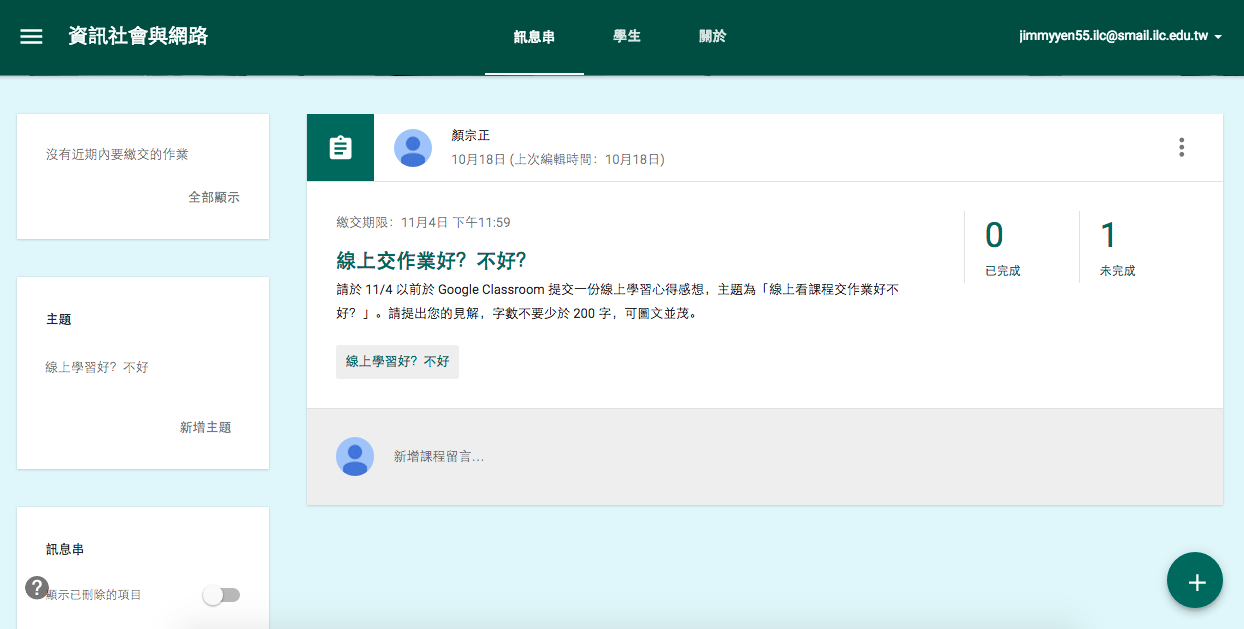 資訊社會與網路
訊息串
學生
關於
jimmyyen55.ilc@smail.ilc.edu.tw
沒有近期內要繳交的作業
全部顯示
主題
線上學習好？不好
新增主題
訊息串
顯示已刪除的項目
?
顏宗正
10月18日 (上次編輯時間：10月18日)
繳交期限：11月4日 下午11:59
線上交作業好？不好？
請於 11/4 以前於 Google Classroom 提交一份線上學習心得感想，主題為「線上看課程交作業好不
好？」。請提出您的見解，字數不要少於 200 字，可圖文並茂。
線上學習好？不好
0
已完成
1
未完成
新增課程留言…